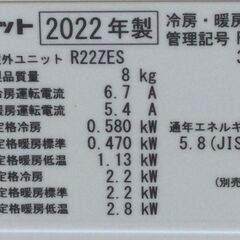 ット 2022年製 冷房・暖房
外ユニット R22ZES 管理記号
製品質量 8 kg
房運転電流 6.7 A
房運転電流 5.4 A
定格冷房 0.580 kW 通年エネルギ
定格暖房標準 0.470 kW 5.8(JIS
定格暖房低温 1.13 kW
定格冷房 2.2 kW
定格暖房標準 2.2 kW (別売
定格暖房低温 2.8 kW